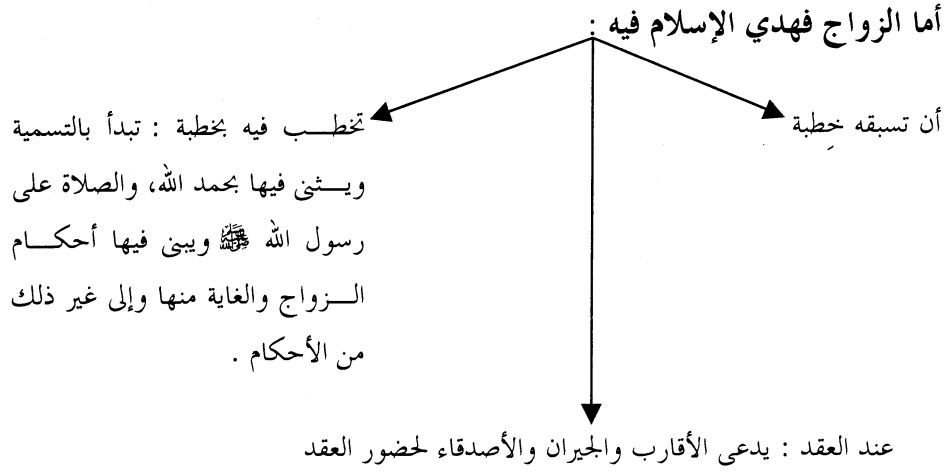 أما الزواج فهدي الإسلام فيه :
أن تسبقه خِطبة
تخطب فيه بخطبة : تبدأ بالتسمية
ويثنى فيها بحمد الله، والصلاة على
رسول الله ﷺ ويبنى فيها أحكام
الزواج والغاية منها وإلى غير ذلك
من الأحكام .
عند العقد : يدعى الأقارب والجيران والأصدقاء لحضور العقد